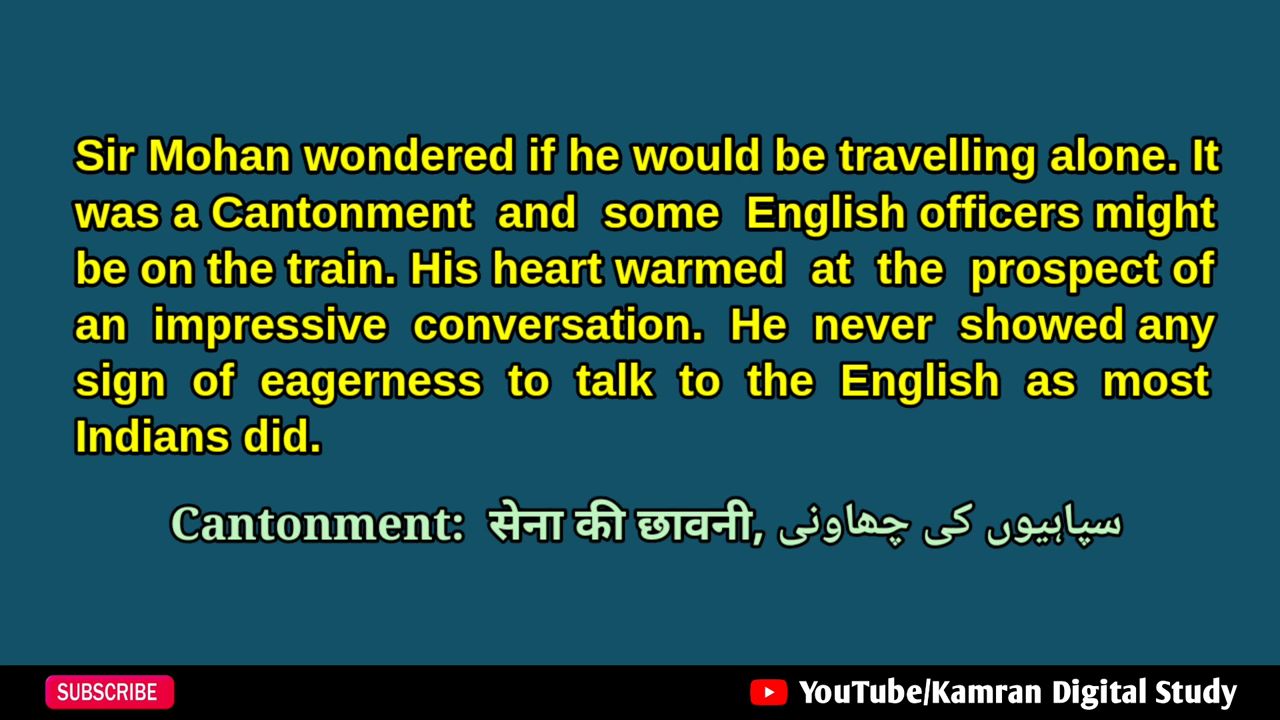 Sir Mohan wondered if he would be travelling alone. It
was a Cantonment and some English officers might
be on the train. His heart warmed at the prospect of
an impressive conversation. He never showed any
sign of eagerness to talk to the English as most
Indians did.
Cantonment: सेना की छावनी, سپاہیوں کی چھاونی
SUBSCRIBE
YouTube/Kamran Digital Study